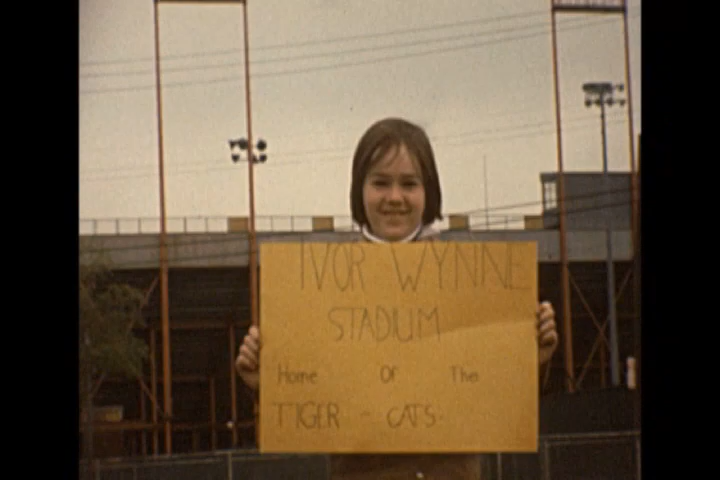 IVOR WYNNE
STADIUM
Home Of The
TIGER - CATS.